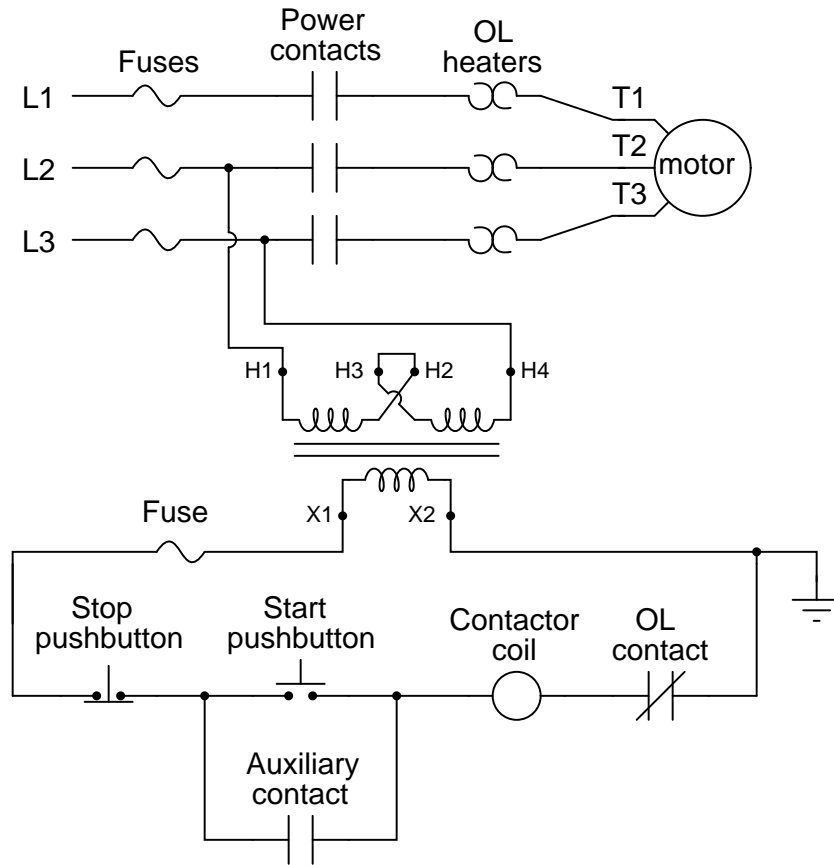 Power
contacts
OL
heaters
Fuses
L1
T1
L2
T2
motor
L3
T3
H1
H3
H2
H4
X1
X2
Fuse
Stop
pushbutton
Start
pushbutton
Contactor
coil
OL
contact
Auxiliary
contact